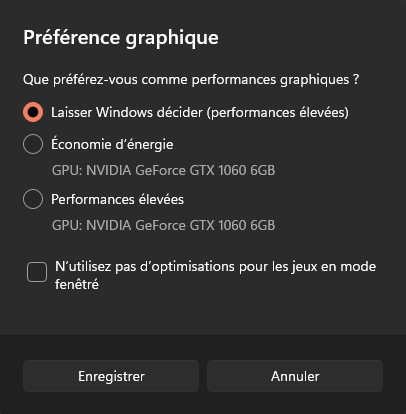 Préférence graphique
Que préférez-vous comme performances graphiques ?
Laisser Windows décider (performances élevées)
Économie d’énergie
GPU: NVIDIA GeForce GTX 1060 6GB
Performances élevées
GPU: NVIDIA GeForce GTX 1060 6GB
N’utilisez pas d’optimisations pour les jeux en mode
fenêtré
Enregistrer
Annuler